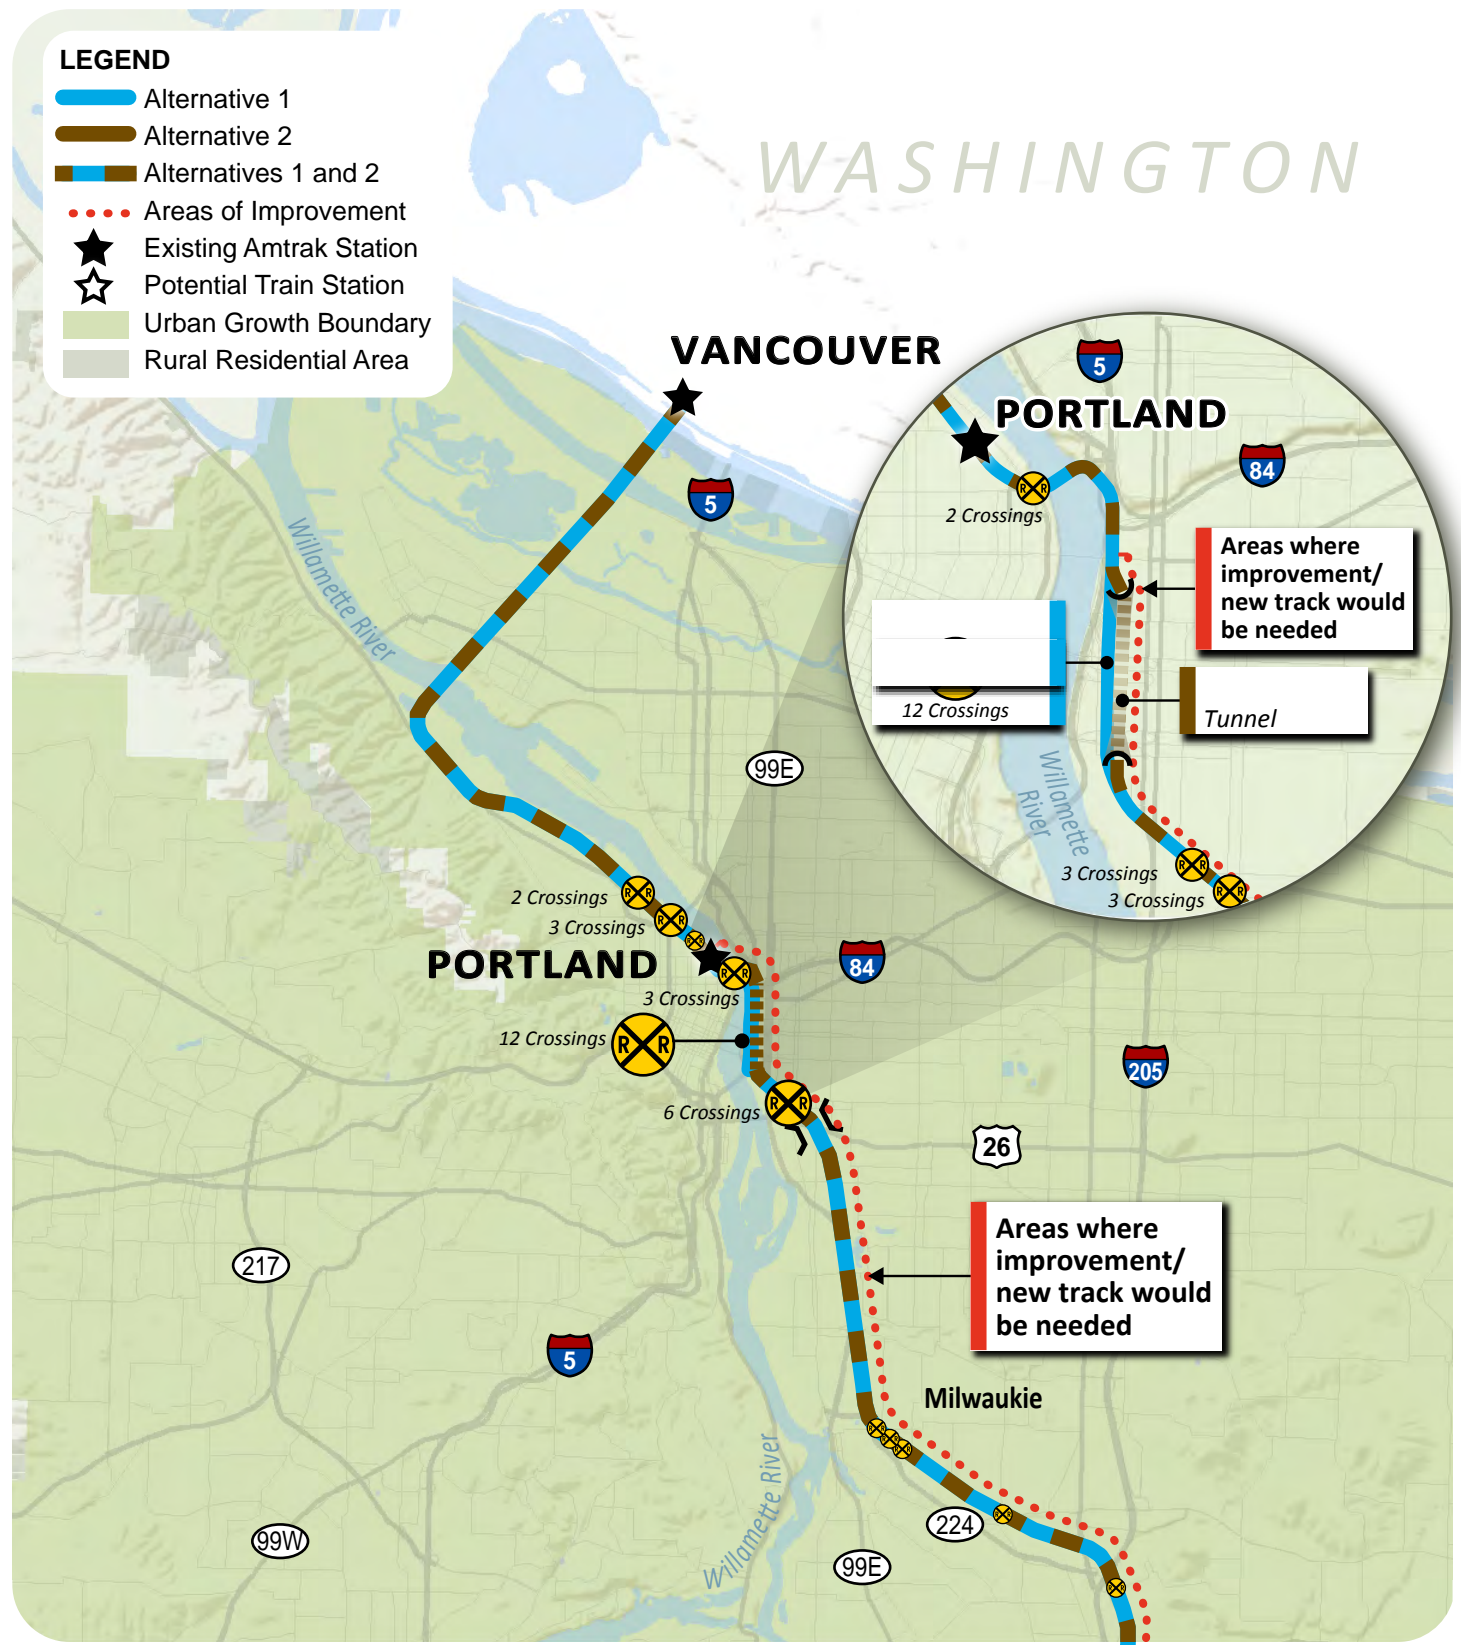 LEGEND
Alternative 1
Alternative 2
Alternatives 1 and 2
Areas of Improvement
Existing Amtrak Station
Potential Train Station
Urban Growth Boundary
Rural Residential Area
WASHINGTON
VANCOUVER
5
Willamette River
5
PORTLAND
84
R R
2 Crossings
Areas where
improvement/
new track would
be needed
12 Crossings
Tunnel
Willamette
River
3 Crossings
R R
3 Crossings
R R
99E
2 Crossings
R R
3 Crossings
R R
R R
PORTLAND
R R
3 Crossings
84
12 Crossings
R R
205
6 Crossings
R R
26
217
Areas where
improvement/
new track would
be needed
5
Milwaukie
R R
R R
R R
Willamette River
R R
224
99W
99E
R R